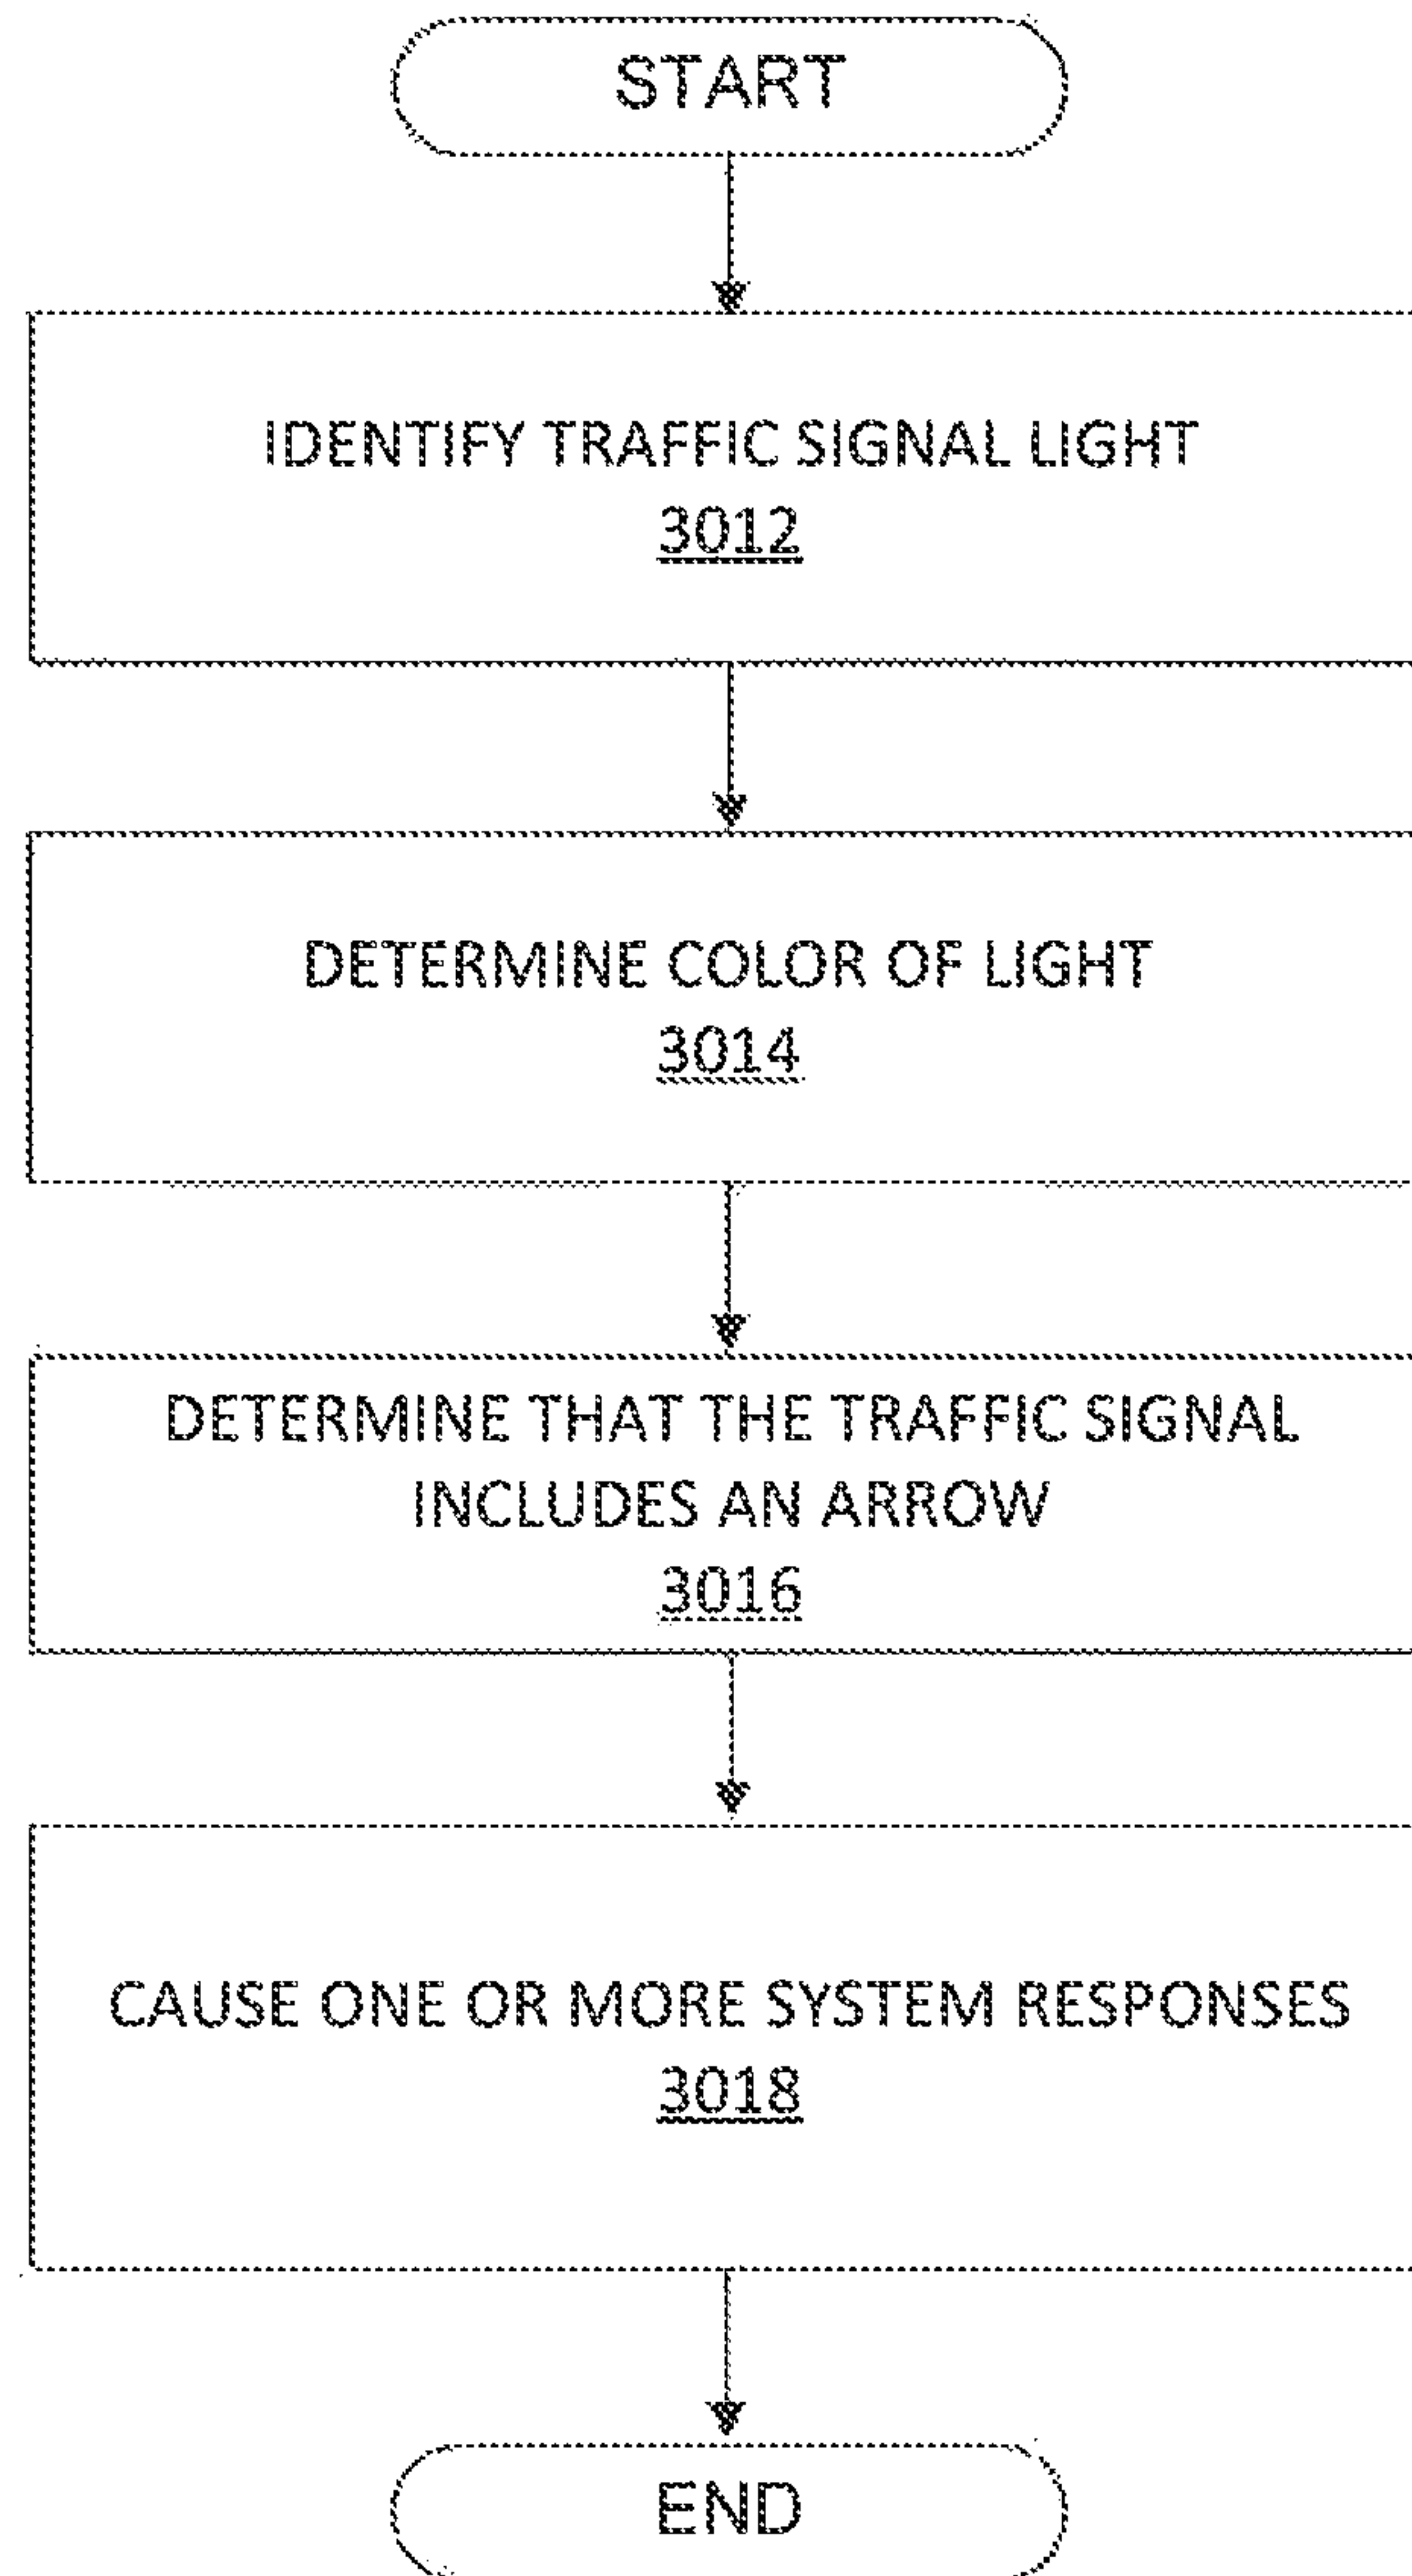 START
IDENTIFY TRAFFIC SIGNAL LIGHT
3012
DETERMINE COLOR OF LIGHT
3014
DETERMINE THAT THE TRAFFIC SIGNAL
INCLUDES AN ARROW
3016
CAUSE ONE OR MORE SYSTEM RESPONSES
3018
END